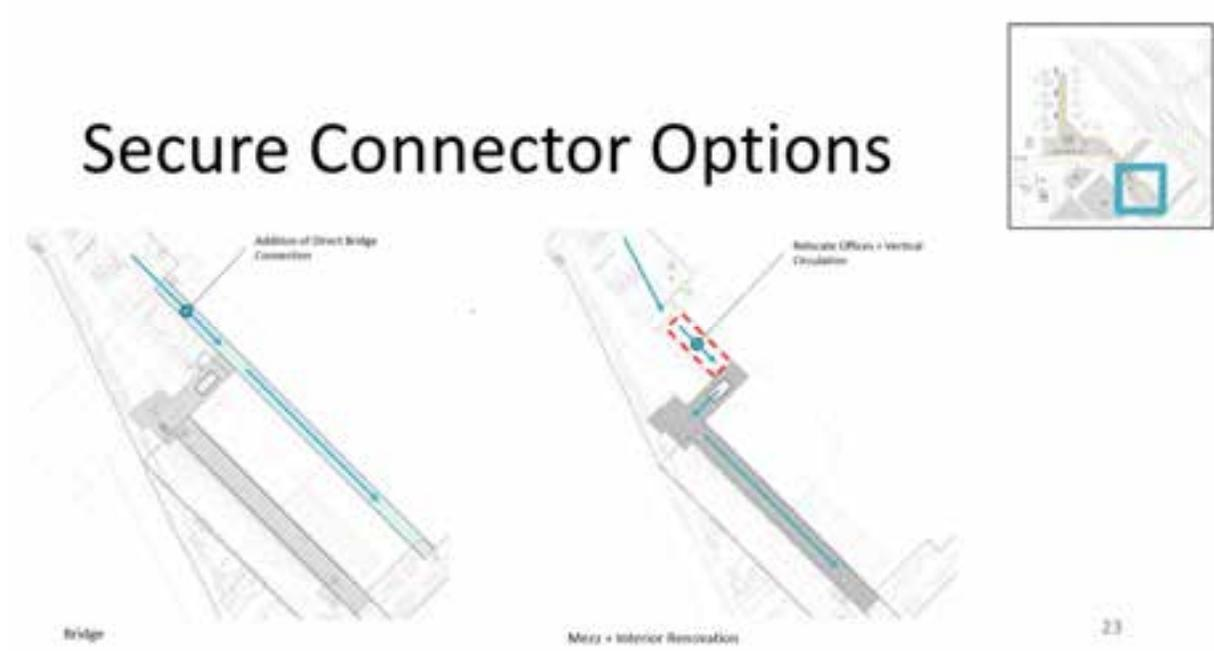 Secure Connector Options
Addition of Direct Bridge
Connection
Relocate Offices + Vertical
Circulation
Bridge
Mezz + Interior Renovation
23